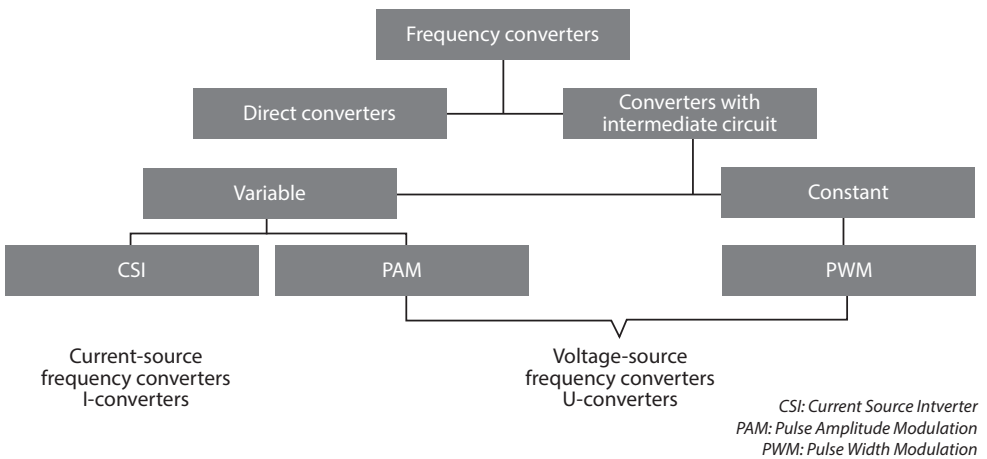 Frequency converters
Direct converters
Converters with
intermediate circuit
Variable
Constant
CSI
PAM
PWM
Current-source
frequency converters
I-converters
Voltage-source
frequency converters
U-converters
CSI: Current Source Intverter
PAM: Pulse Amplitude Modulation
PWM: Pulse Width Modulation